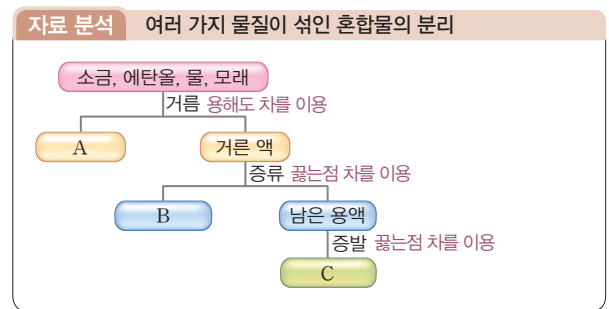 자료 분석 여러 가지 물질이 섞인 혼합물의 분리
소금, 에탄올, 물, 모래
거름 용해도 차를 이용
A 거른 액
증류 끓는점 차를 이용
B 남은 용액
증발 끓는점 차를 이용
C